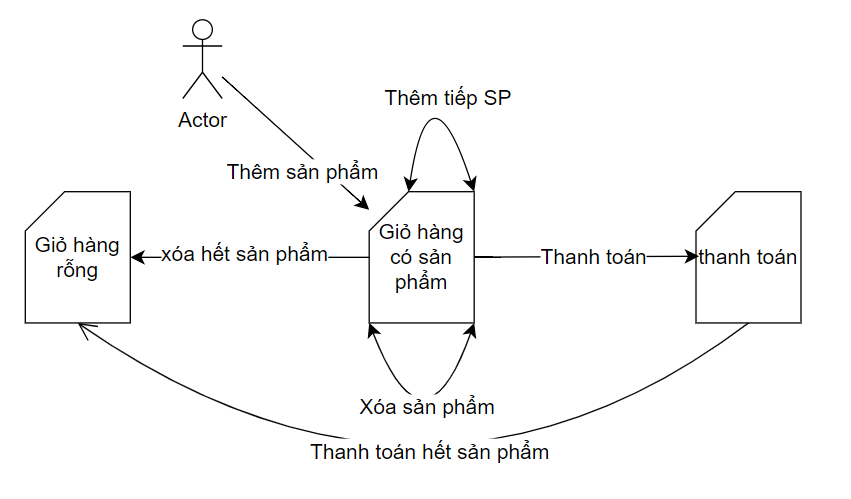 Actor
Thêm tiếp SP
Thêm sản phẩm
Giỏ hàng
rỗng
xóa hết sản phẩm
Giỏ hàng
có sản
phẩm
Thanh toán
thanh toán
Xóa sản phẩm
Thanh toán hết sản phẩm